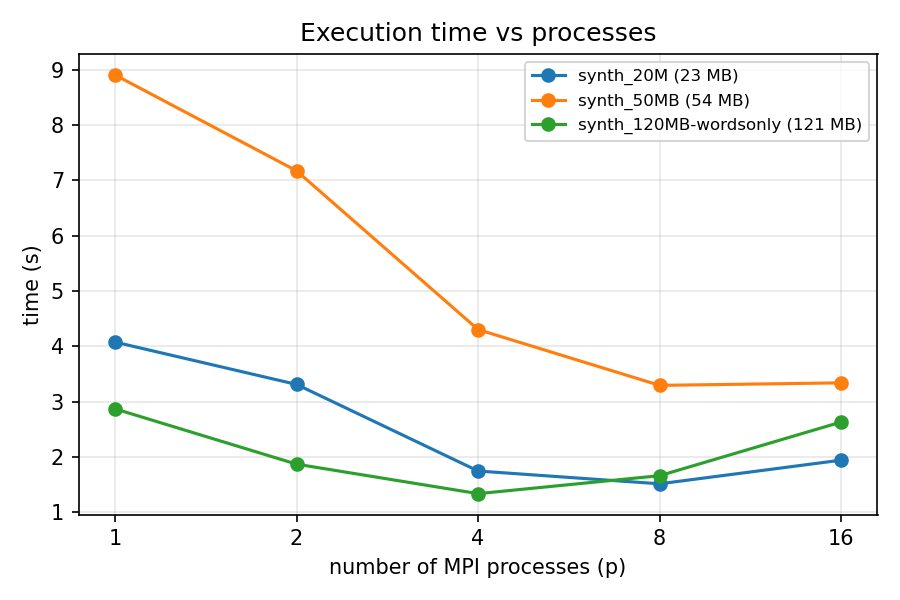 Execution time vs processes
synth_20M (23 MB)
synth_50MB (54 MB)
synth_120MB-wordsonly (121 MB)
time (s)
9
8
7
6
5
4
3
2
1
1 2 4 8 16
number of MPI processes (p)